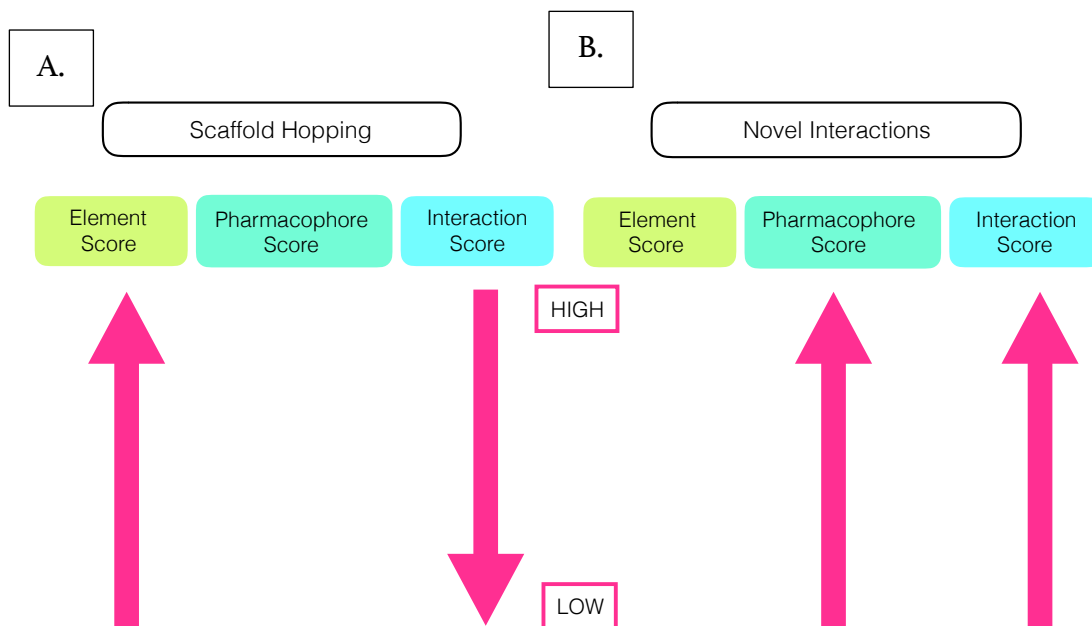 A.
B.
Scaffold Hopping
Novel Interactions
Element
Score
Pharmacophore
Score
Interaction
Score
Element
Score
Pharmacophore
Score
Interaction
Score
HIGH
LOW